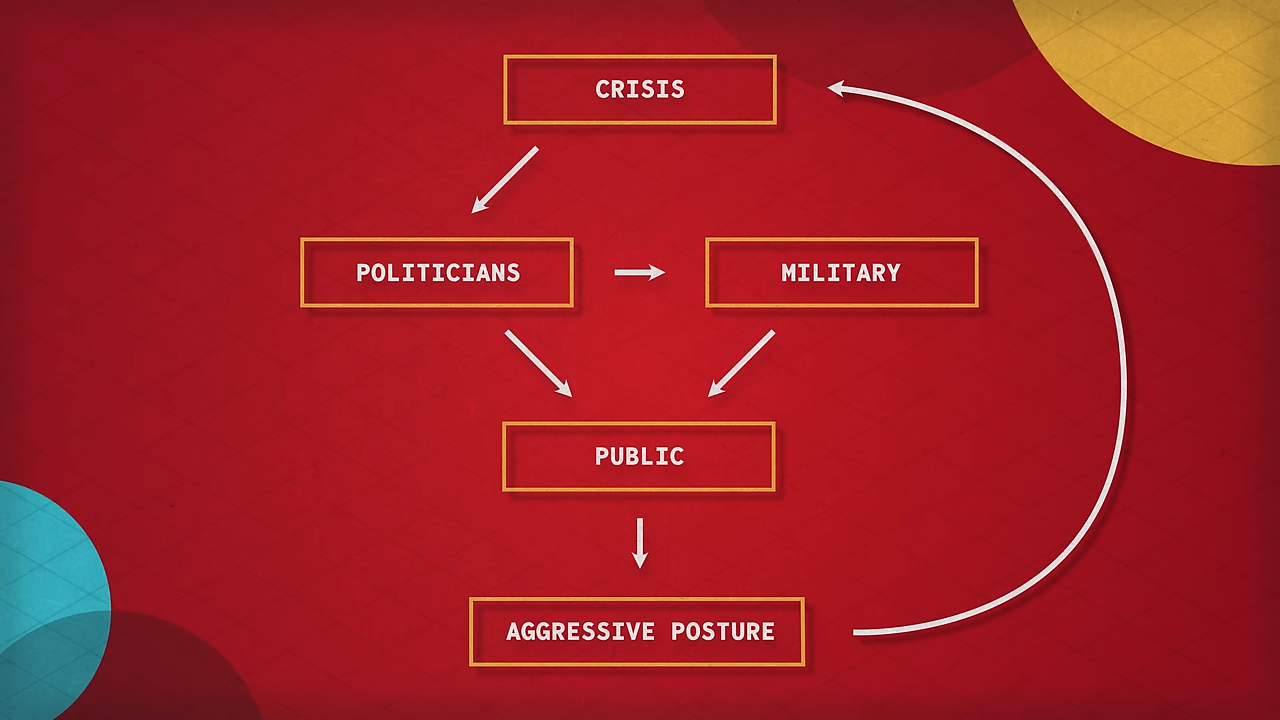 CRISIS
POLITICIANS
MILITARY
PUBLIC
AGGRESSIVE POSTURE